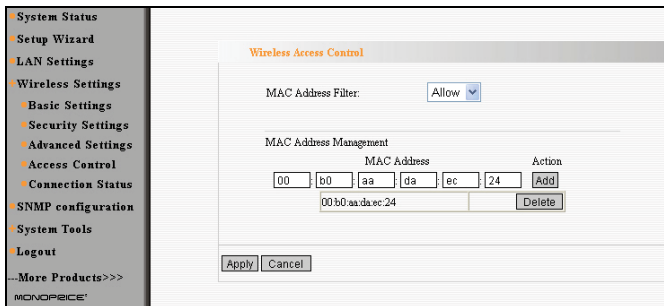 System Status
Setup Wizard
LAN Settings
Wireless Settings
Basic Settings
Security Settings
Advanced Settings
Access Control
Connection Status
SNMP configuration
System Tools
Logout
---More Products>>>
MONOPRICE
Wireless Access Control
MAC Address Filter: Allow
MAC Address Management
MAC Address Action
00 : b0 : aa : da : ec : 24 Add
00:b0:aa:da:ec:24 Delete
Apply Cancel